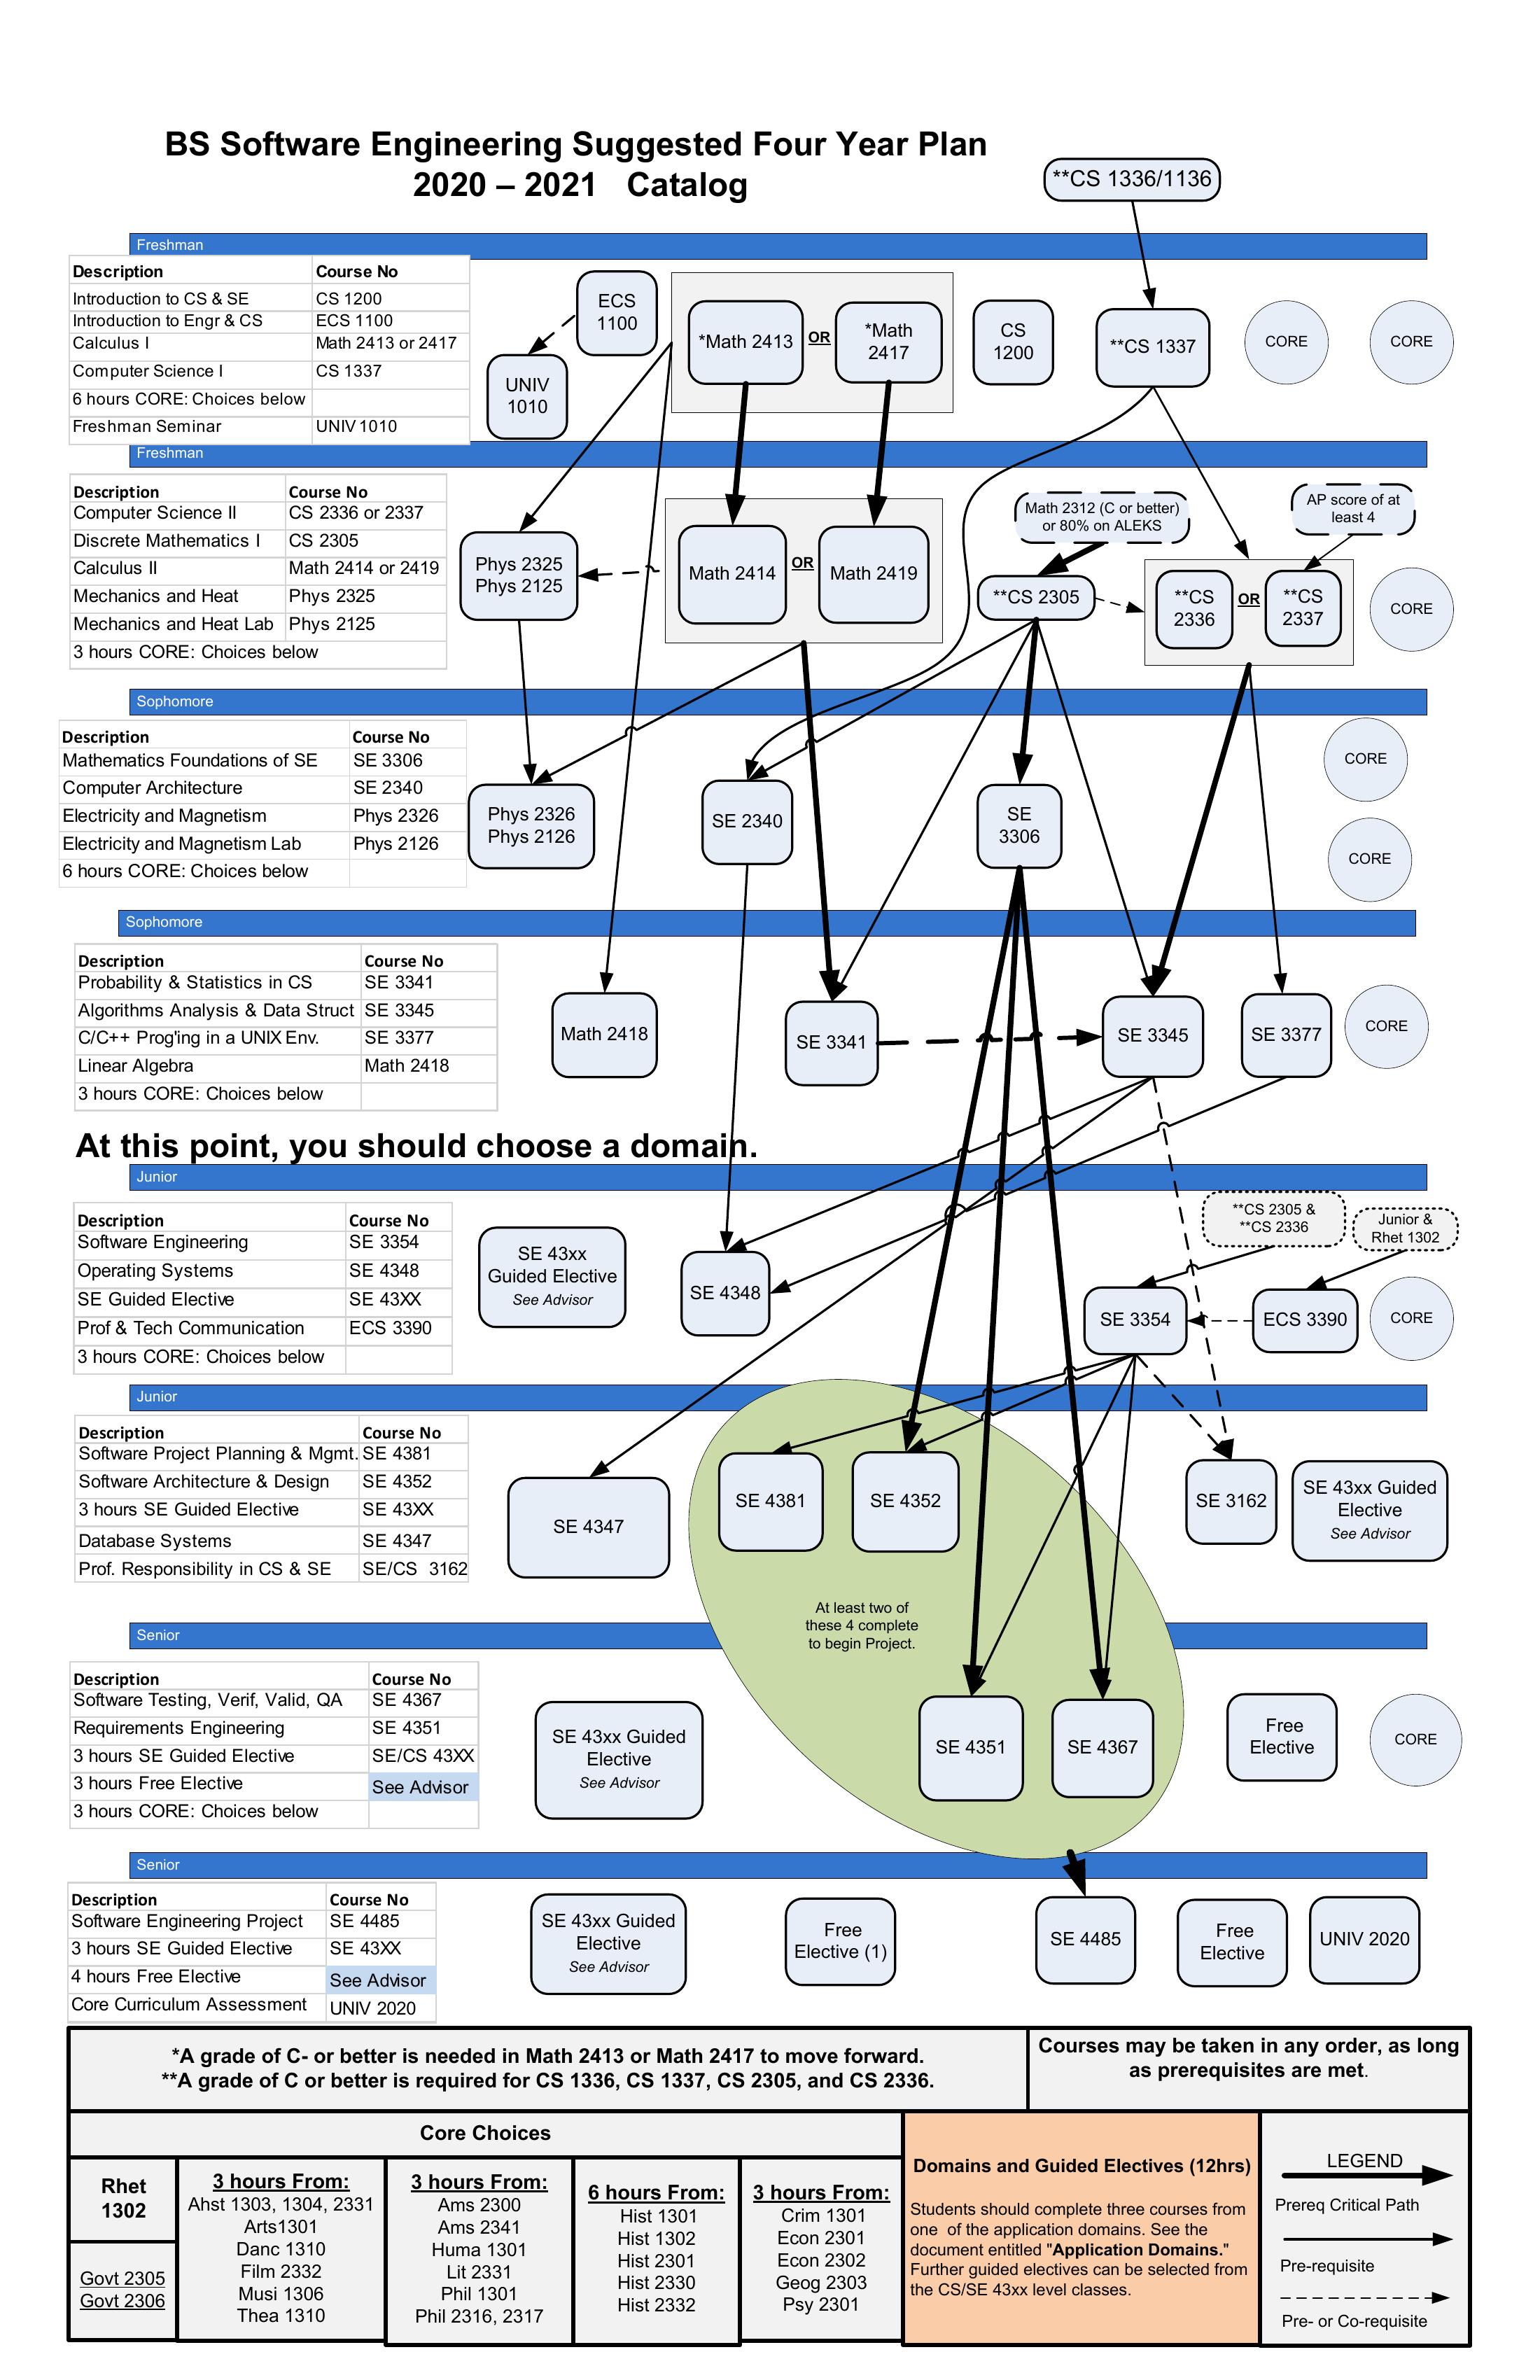 BS Software Engineering Suggested Four Year Plan
2020 – 2021 Catalog
**CS 1336/1136
Freshman
Description Course No
Introduction to CS & SE CS 1200
Introduction to Engr & CS ECS 1100
Calculus I Math 2413 or 2417
Computer Science I CS 1337
6 hours CORE: Choices below
Freshman Seminar UNIV 1010
ECS
1100
UNIV
1010
*Math 2413
OR
*Math
2417
CS
1200
**CS 1337
CORE
CORE
Freshman
Description Course No
Computer Science II CS 2336 or 2337
Discrete Mathematics I CS 2305
Calculus II Math 2414 or 2419
Mechanics and Heat Phys 2325
Mechanics and Heat Lab Phys 2125
3 hours CORE: Choices below
Phys 2325
Phys 2125
Math 2414
OR
Math 2419
Math 2312 (C or better)
or 80% on ALEKS
**CS 2305
AP score of at
least 4
**CS
2336
OR
**CS
2337
CORE
Sophomore
Description Course No
Mathematics Foundations of SE SE 3306
Computer Architecture SE 2340
Electricity and Magnetism Phys 2326
Electricity and Magnetism Lab Phys 2126
6 hours CORE: Choices below
Phys 2326
Phys 2126
SE 2340
SE
3306
CORE
CORE
Sophomore
Description Course No
Probability & Statistics in CS SE 3341
Algorithms Analysis & Data Struct SE 3345
C/C++ Prog'ing in a UNIX Env. SE 3377
Linear Algebra Math 2418
3 hours CORE: Choices below
Math 2418
SE 3341
SE 3345
SE 3377
CORE
At this point, you should choose a domain.
Junior
Description Course No
Software Engineering SE 3354
Operating Systems SE 4348
SE Guided Elective SE 43XX
Prof & Tech Communication ECS 3390
3 hours CORE: Choices below
SE 43xx
Guided Elective
See Advisor
SE 4348
**CS 2305 &
**CS 2336
Junior &
Rhet 1302
SE 3354
ECS 3390
CORE
Junior
Description Course No
Software Project Planning & Mgmt. SE 4381
Software Architecture & Design SE 4352
3 hours SE Guided Elective SE 43XX
Database Systems SE 4347
Prof. Responsibility in CS & SE SE/CS 3162
SE 4347
SE 4381
SE 4352
SE 3162
SE 43xx Guided
Elective
See Advisor
At least two of
these 4 complete
to begin Project.
Senior
Description Course No
Software Testing, Verif, Valid, QA SE 4367
Requirements Engineering SE 4351
3 hours SE Guided Elective SE/CS 43XX
3 hours Free Elective See Advisor
3 hours CORE: Choices below
SE 43xx Guided
Elective
See Advisor
SE 4351
SE 4367
Free
Elective
CORE
Senior
Description Course No
Software Engineering Project SE 4485
3 hours SE Guided Elective SE 43XX
4 hours Free Elective See Advisor
Core Curriculum Assessment UNIV 2020
SE 43xx Guided
Elective
See Advisor
Free
Elective (1)
SE 4485
Free
Elective
UNIV 2020
*A grade of C- or better is needed in Math 2413 or Math 2417 to move forward.
**A grade of C or better is required for CS 1336, CS 1337, CS 2305, and CS 2336.
Courses may be taken in any order, as long
as prerequisites are met.
Core Choices
Rhet
1302
Govt 2305
Govt 2306
3 hours From:
Ahst 1303, 1304, 2331
Arts1301
Danc 1310
Film 2332
Musi 1306
Thea 1310
3 hours From:
Ams 2300
Ams 2341
Huma 1301
Lit 2331
Phil 1301
Phil 2316, 2317
6 hours From:
Hist 1301
Hist 1302
Hist 2301
Hist 2330
Hist 2332
3 hours From:
Crim 1301
Econ 2301
Econ 2302
Geog 2303
Psy 2301
Domains and Guided Electives (12hrs)
Students should complete three courses from
one of the application domains. See the
document entitled "Application Domains."
Further guided electives can be selected from
the CS/SE 43xx level classes.
LEGEND
Prereq Critical Path
Pre-requisite
Pre- or Co-requisite